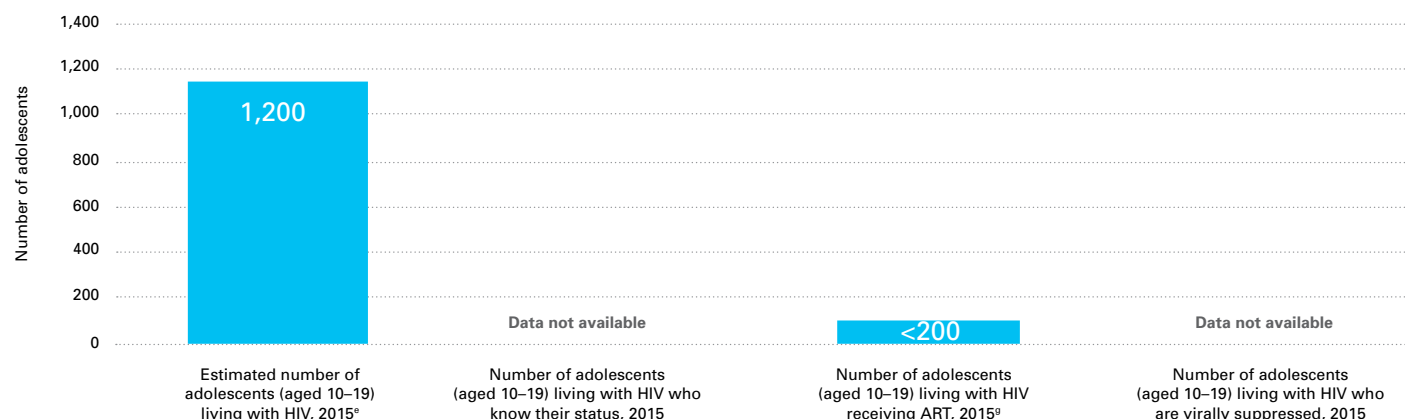 1,400
1,200
1,000
800
600
400
200
0
Number of adolescents
1,200
Data not available
<200
Data not available
Estimated number of
adolescents (aged 10–19)
living with HIV, 2015ᵉ
Number of adolescents
(aged 10–19) living with HIV who
know their status, 2015
Number of adolescents
(aged 10–19) living with HIV
receiving ART, 2015ᵍ
Number of adolescents
(aged 10–19) living with HIV who
are virally suppressed, 2015